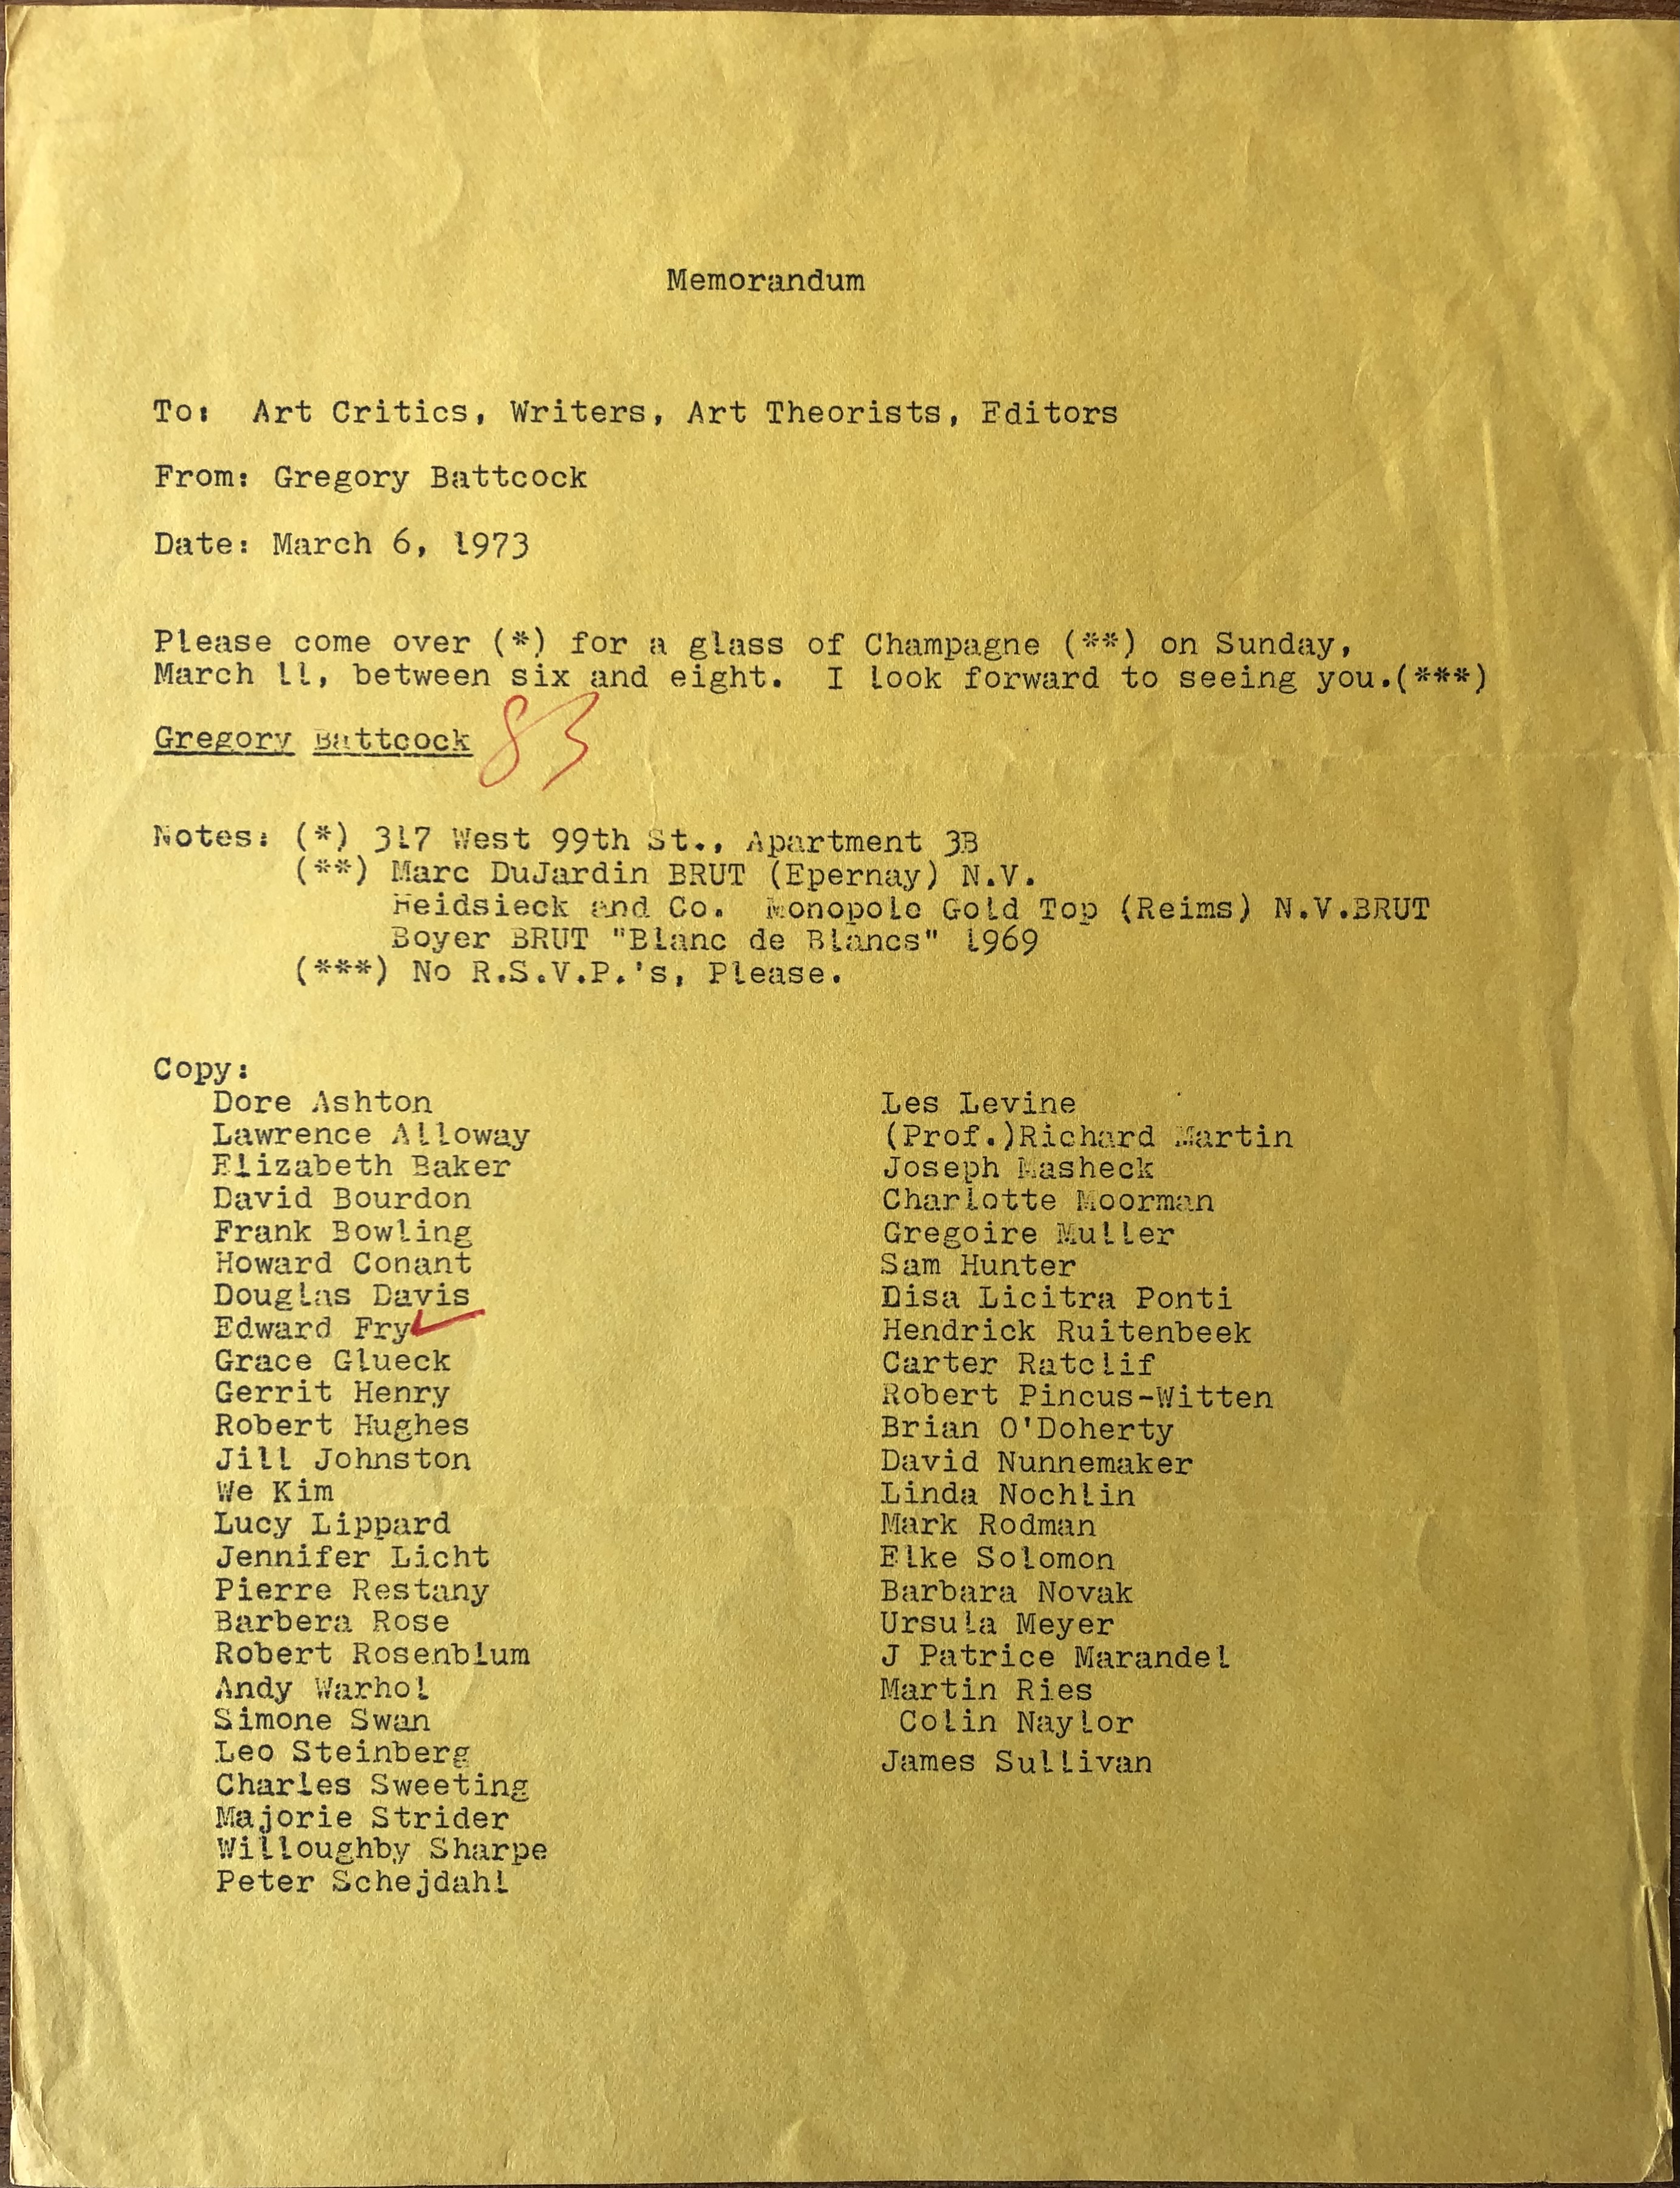 Memorandum
To: Art Critics, Writers, Art Theorists, Editors
From: Gregory Battcock
Date: March 6, 1973
Please come over (*) for a glass of Champagne (**) on Sunday,
March 11, between six and eight. I look forward to seeing you.(***)
Gregory Battcock
83
Notes: (*) 317 West 99th St., Apartment 3B
(**) Marc DuJardin BRUT (Epernay) N.V.
Heidsieck and Co. Monopole Gold Top (Reims) N.V.BRUT
Boyer BRUT "Blanc de Blancs" 1969
(***) No R.S.V.P.'s, Please.
Copy:
Dore Ashton
Lawrence Alloway
Elizabeth Baker
David Bourdon
Frank Bowling
Howard Conant
Douglas Davis
Edward Fry
Grace Glueck
Gerrit Henry
Robert Hughes
Jill Johnston
We Kim
Lucy Lippard
Jennifer Licht
Pierre Restany
Barbera Rose
Robert Rosenblum
Andy Warhol
Simone Swan
Leo Steinberg
Charles Sweeting
Majorie Strider
Willoughby Sharpe
Peter Schejdahl
Les Levine
(Prof.)Richard Martin
Joseph Masheck
Charlotte Moorman
Gregoire Muller
Sam Hunter
Disa Licitra Ponti
Hendrick Ruitenbeek
Carter Ratclif
Robert Pincus-Witten
Brian O'Doherty
David Nunnemaker
Linda Nochlin
Mark Rodman
Elke Solomon
Barbara Novak
Ursula Meyer
J Patrice Marandel
Martin Ries
Colin Naylor
James Sullivan